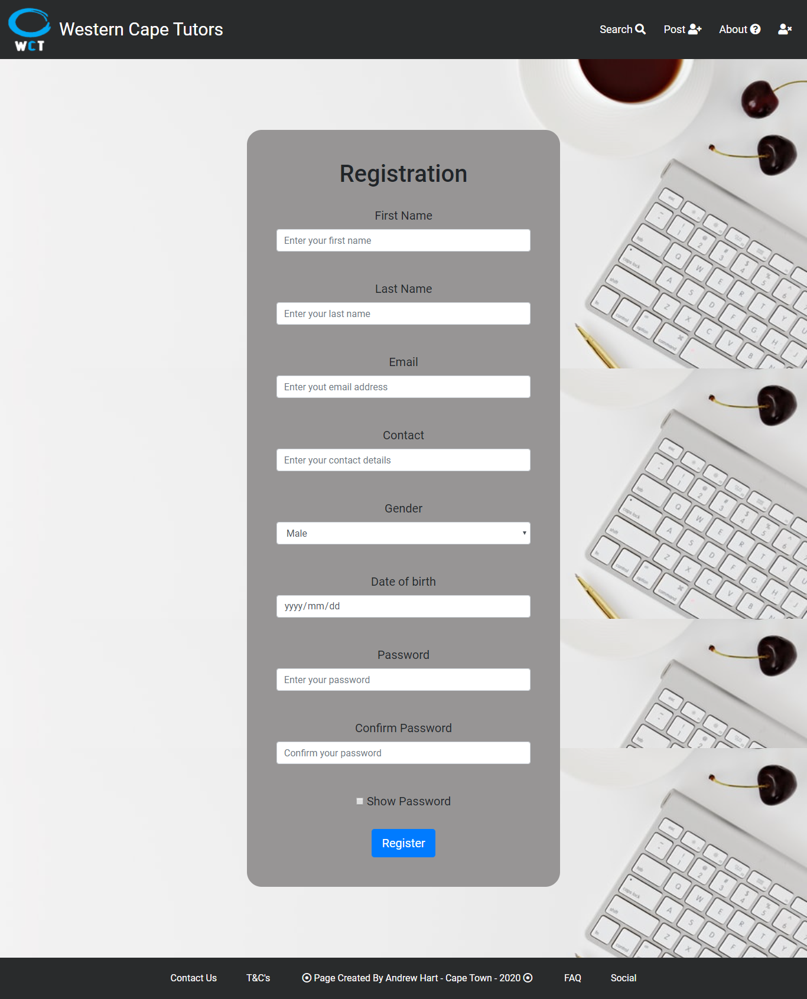 WCT
Western Cape Tutors
Search
Post
About
Registration
First Name
Enter your first name
Last Name
Enter your last name
Email
Enter yout email address
Contact
Enter your contact details
Gender
Male
Date of birth
yyyy/mm/dd
Password
Enter your password
Confirm Password
Confirm your password
Show Password
Register
Contact Us
T&C's
Page Created By Andrew Hart - Cape Town - 2020
FAQ
Social